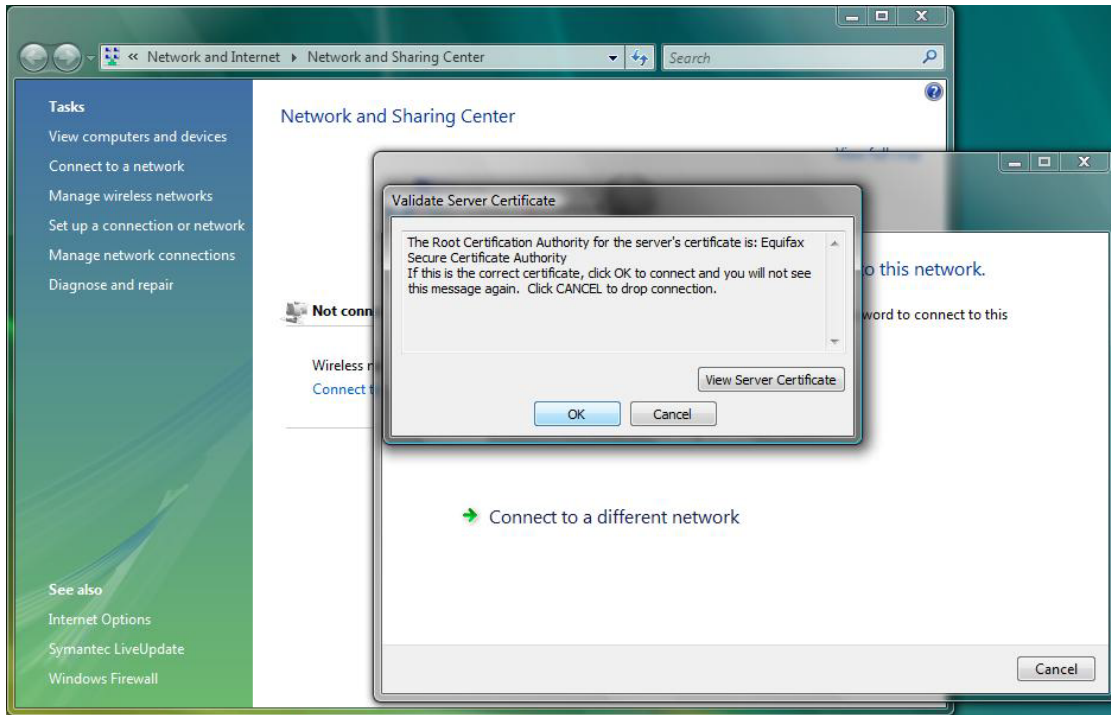 « Network and Internet ▸ Network and Sharing Center
Search
Tasks
View computers and devices
Connect to a network
Manage wireless networks
Set up a connection or network
Manage network connections
Diagnose and repair
See also
Internet Options
Symantec LiveUpdate
Windows Firewall
Network and Sharing Center
View full
Not conn
Wireless
Connect
Validate Server Certificate
The Root Certification Authority for the server's certificate is: Equifax
Secure Certificate Authority
If this is the correct certificate, click OK to connect and you will not see
this message again. Click CANCEL to drop connection.
View Server Certificate
OK
Cancel
to this network.
word to connect to this
Connect to a different network
Cancel